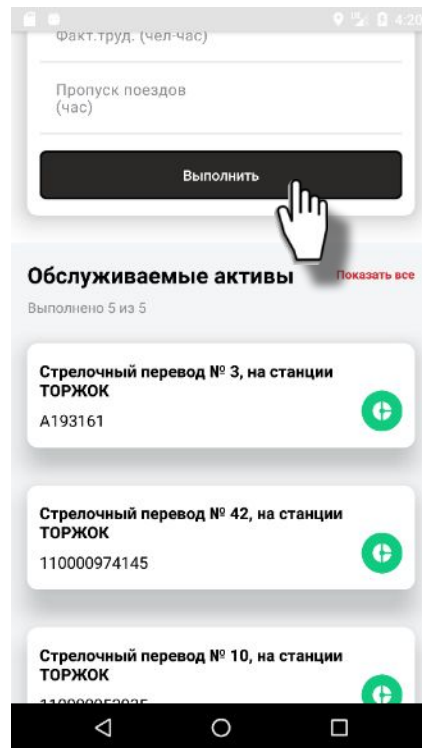 4:20
Факт.труд. (чел-час)
Пропуск поездов
(час)
Выполнить
Обслуживаемые активы
Показать все
Выполнено 5 из 5
Стрелочный перевод № 3, на станции
ТОРЖОК
A193161
Стрелочный перевод № 42, на станции
ТОРЖОК
110000974145
Стрелочный перевод № 10, на станции
ТОРЖОК